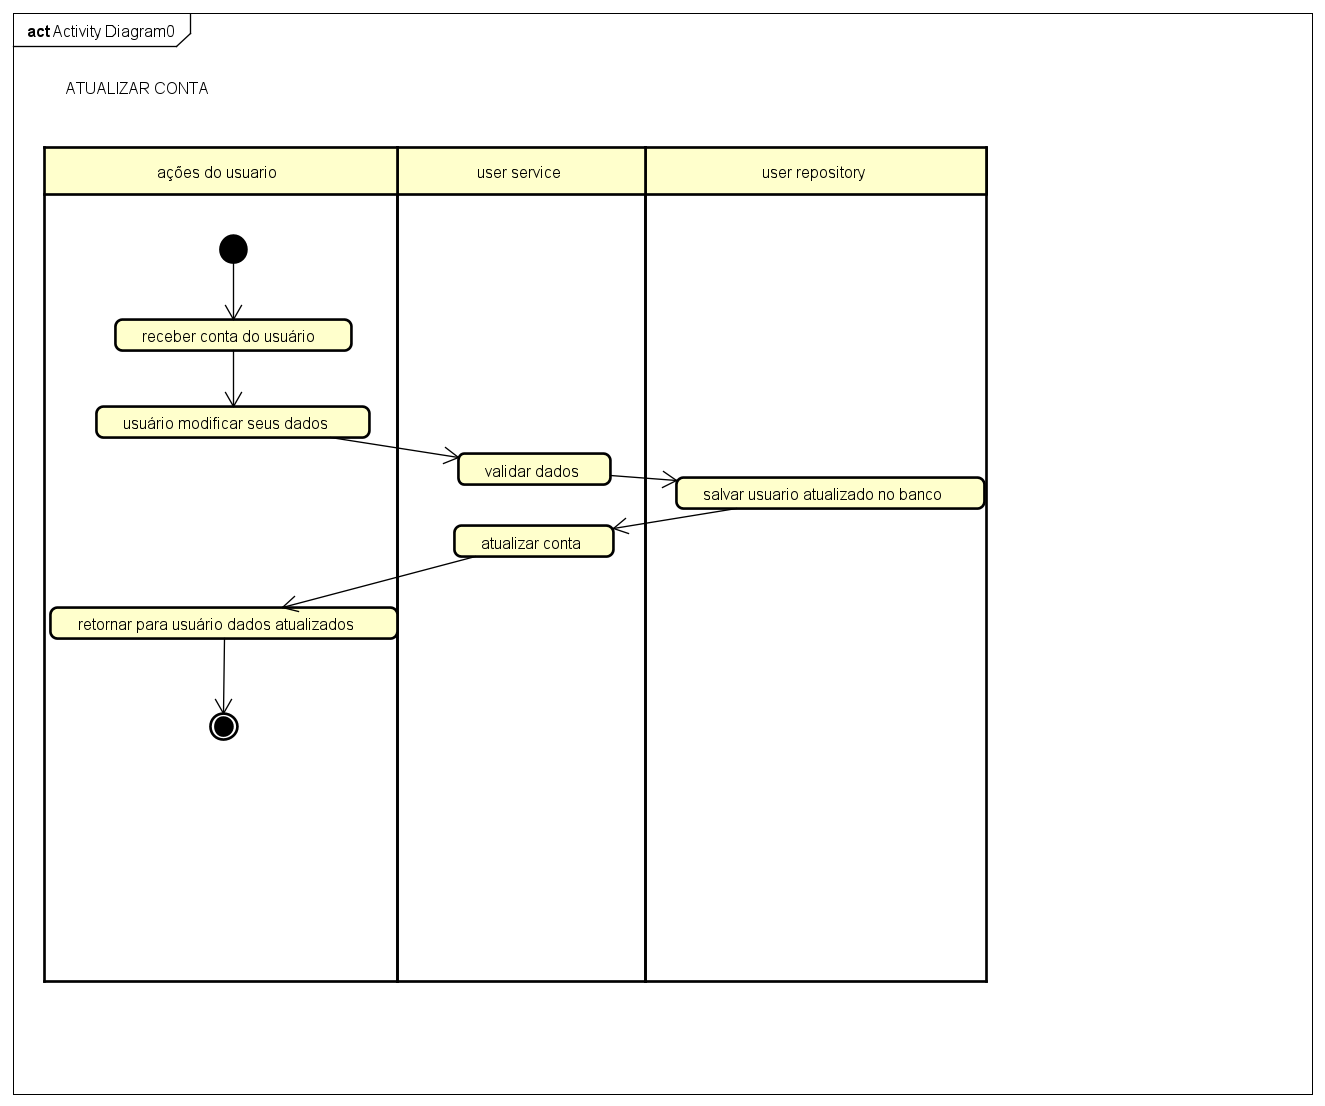 act Activity Diagram0
ATUALIZAR CONTA
ações do usuario
user service
user repository
receber conta do usuário
usuário modificar seus dados
validar dados
salvar usuario atualizado no banco
atualizar conta
retornar para usuário dados atualizados